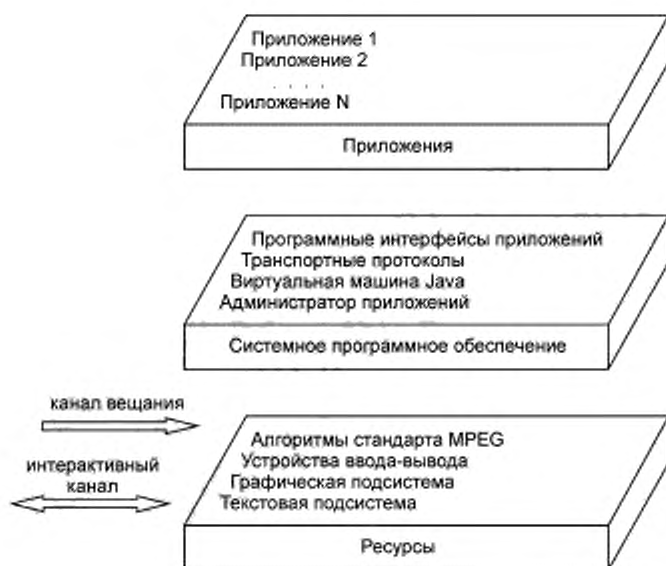 Приложение 1
Приложение 2
. . . .
Приложение N
Приложения
Программные интерфейсы приложений
Транспортные протоколы
Виртуальная машина Java
Администратор приложений
Системное программное обеспечение
канал вещания
интерактивный
канал
Алгоритмы стандарта MPEG
Устройства ввода-вывода
Графическая подсистема
Текстовая подсистема
Ресурсы